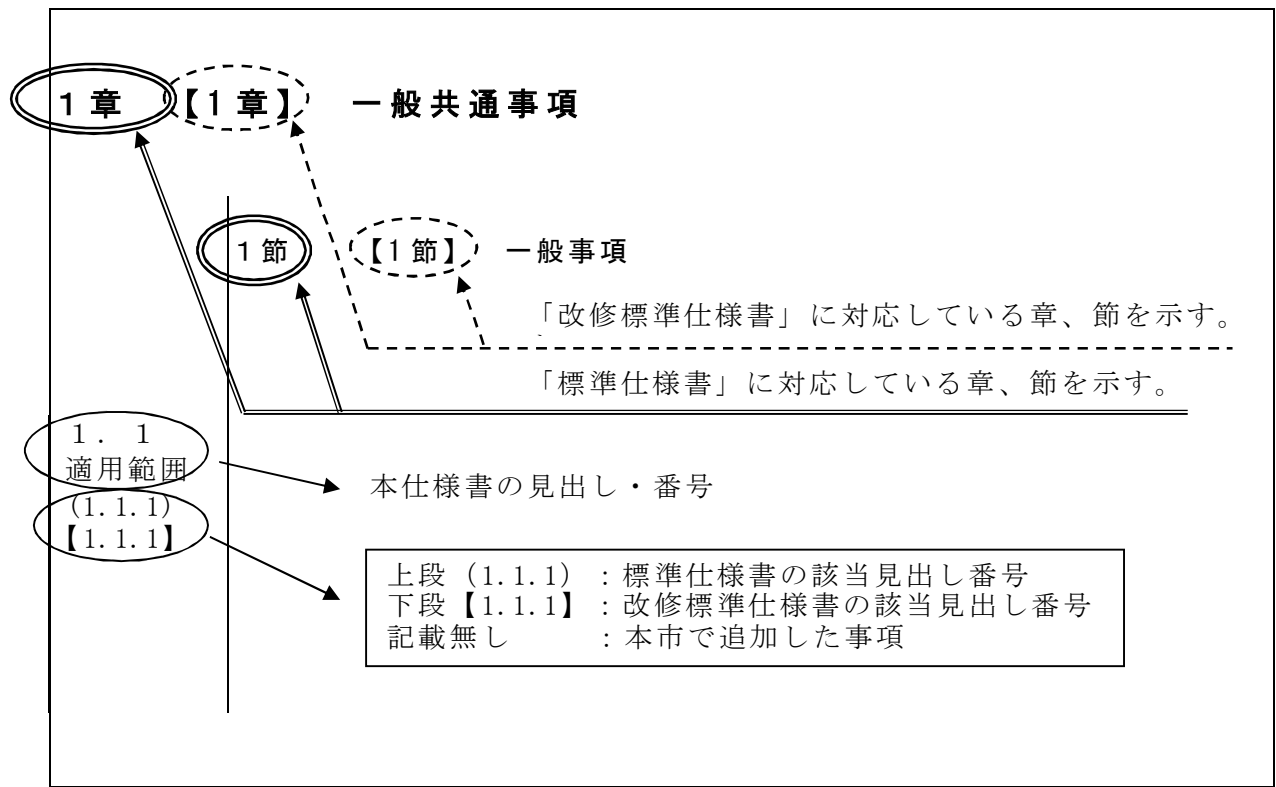 1章 【1章】 一般共通事項
1節 【1節】 一般事項
「改修標準仕様書」に対応している章、節を示す。
「標準仕様書」に対応している章、節を示す。
1. 1
適用範囲
(1.1.1)
【1.1.1】
本仕様書の見出し・番号
上段(1.1.1) :標準仕様書の該当見出し番号
下段【1.1.1】 :改修標準仕様書の該当見出し番号
記載無し :本市で追加した事項